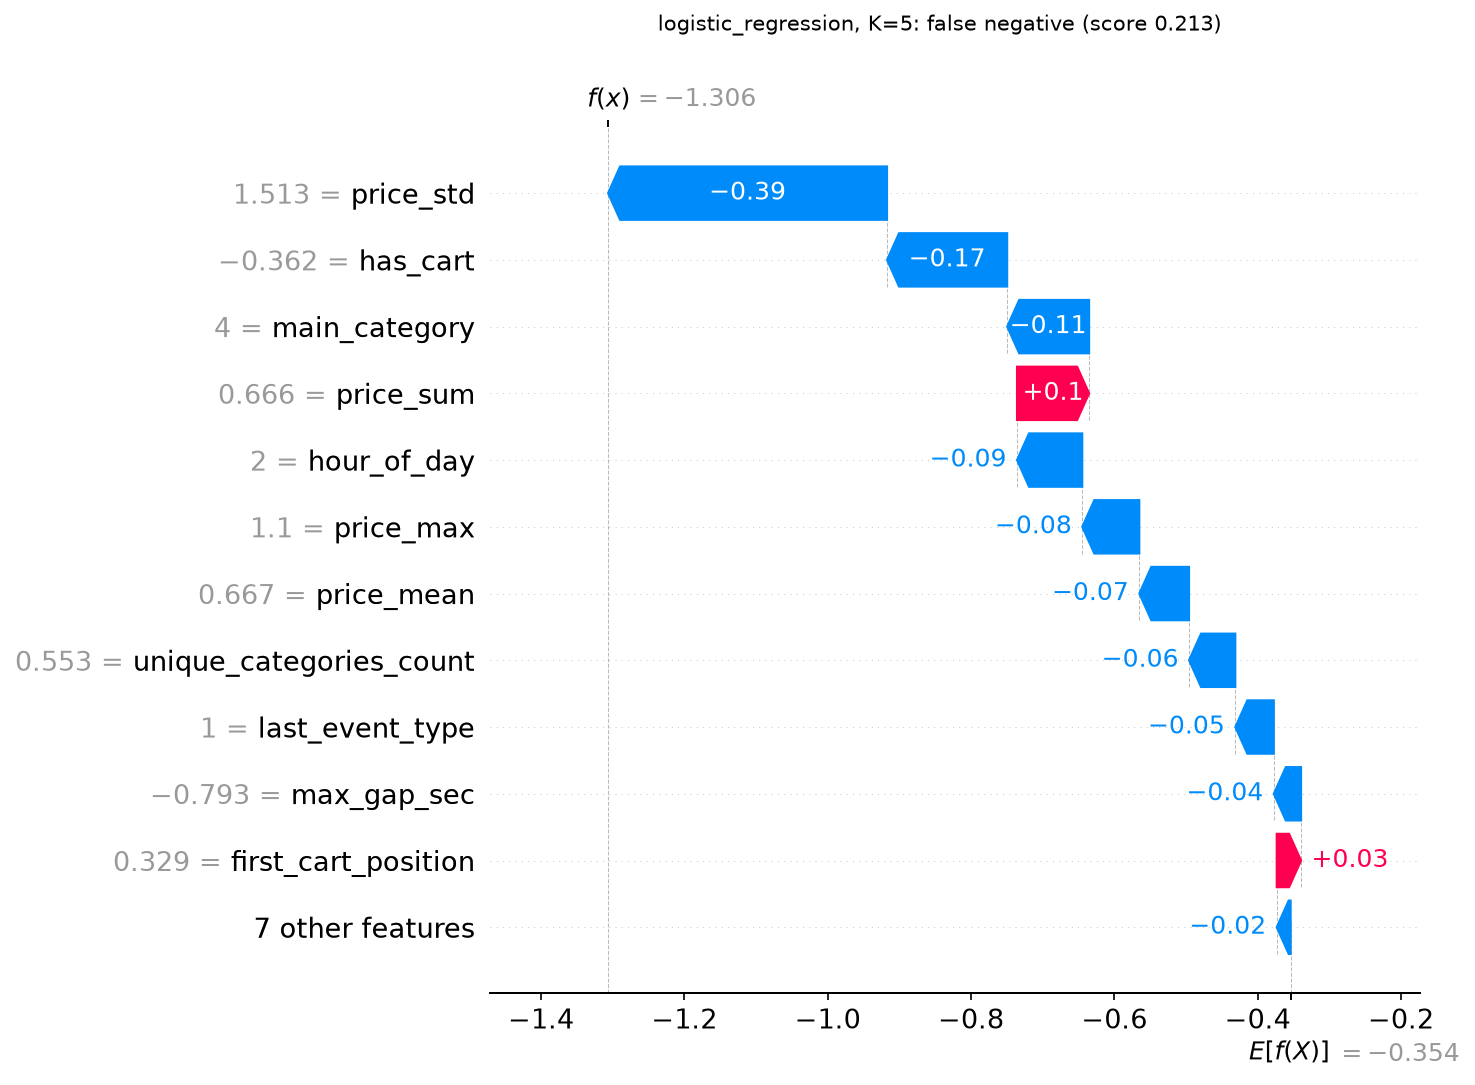 logistic_regression, K=5: false negative (score 0.213)
f(x) = −1.306
1.513 = price_std −0.39
−0.362 = has_cart −0.17
4 = main_category −0.11
0.666 = price_sum +0.1
2 = hour_of_day −0.09
1.1 = price_max −0.08
0.667 = price_mean −0.07
0.553 = unique_categories_count −0.06
1 = last_event_type −0.05
−0.793 = max_gap_sec −0.04
0.329 = first_cart_position +0.03
7 other features −0.02
−1.4 −1.2 −1.0 −0.8 −0.6 −0.4 −0.2
E[f(X)] = −0.354